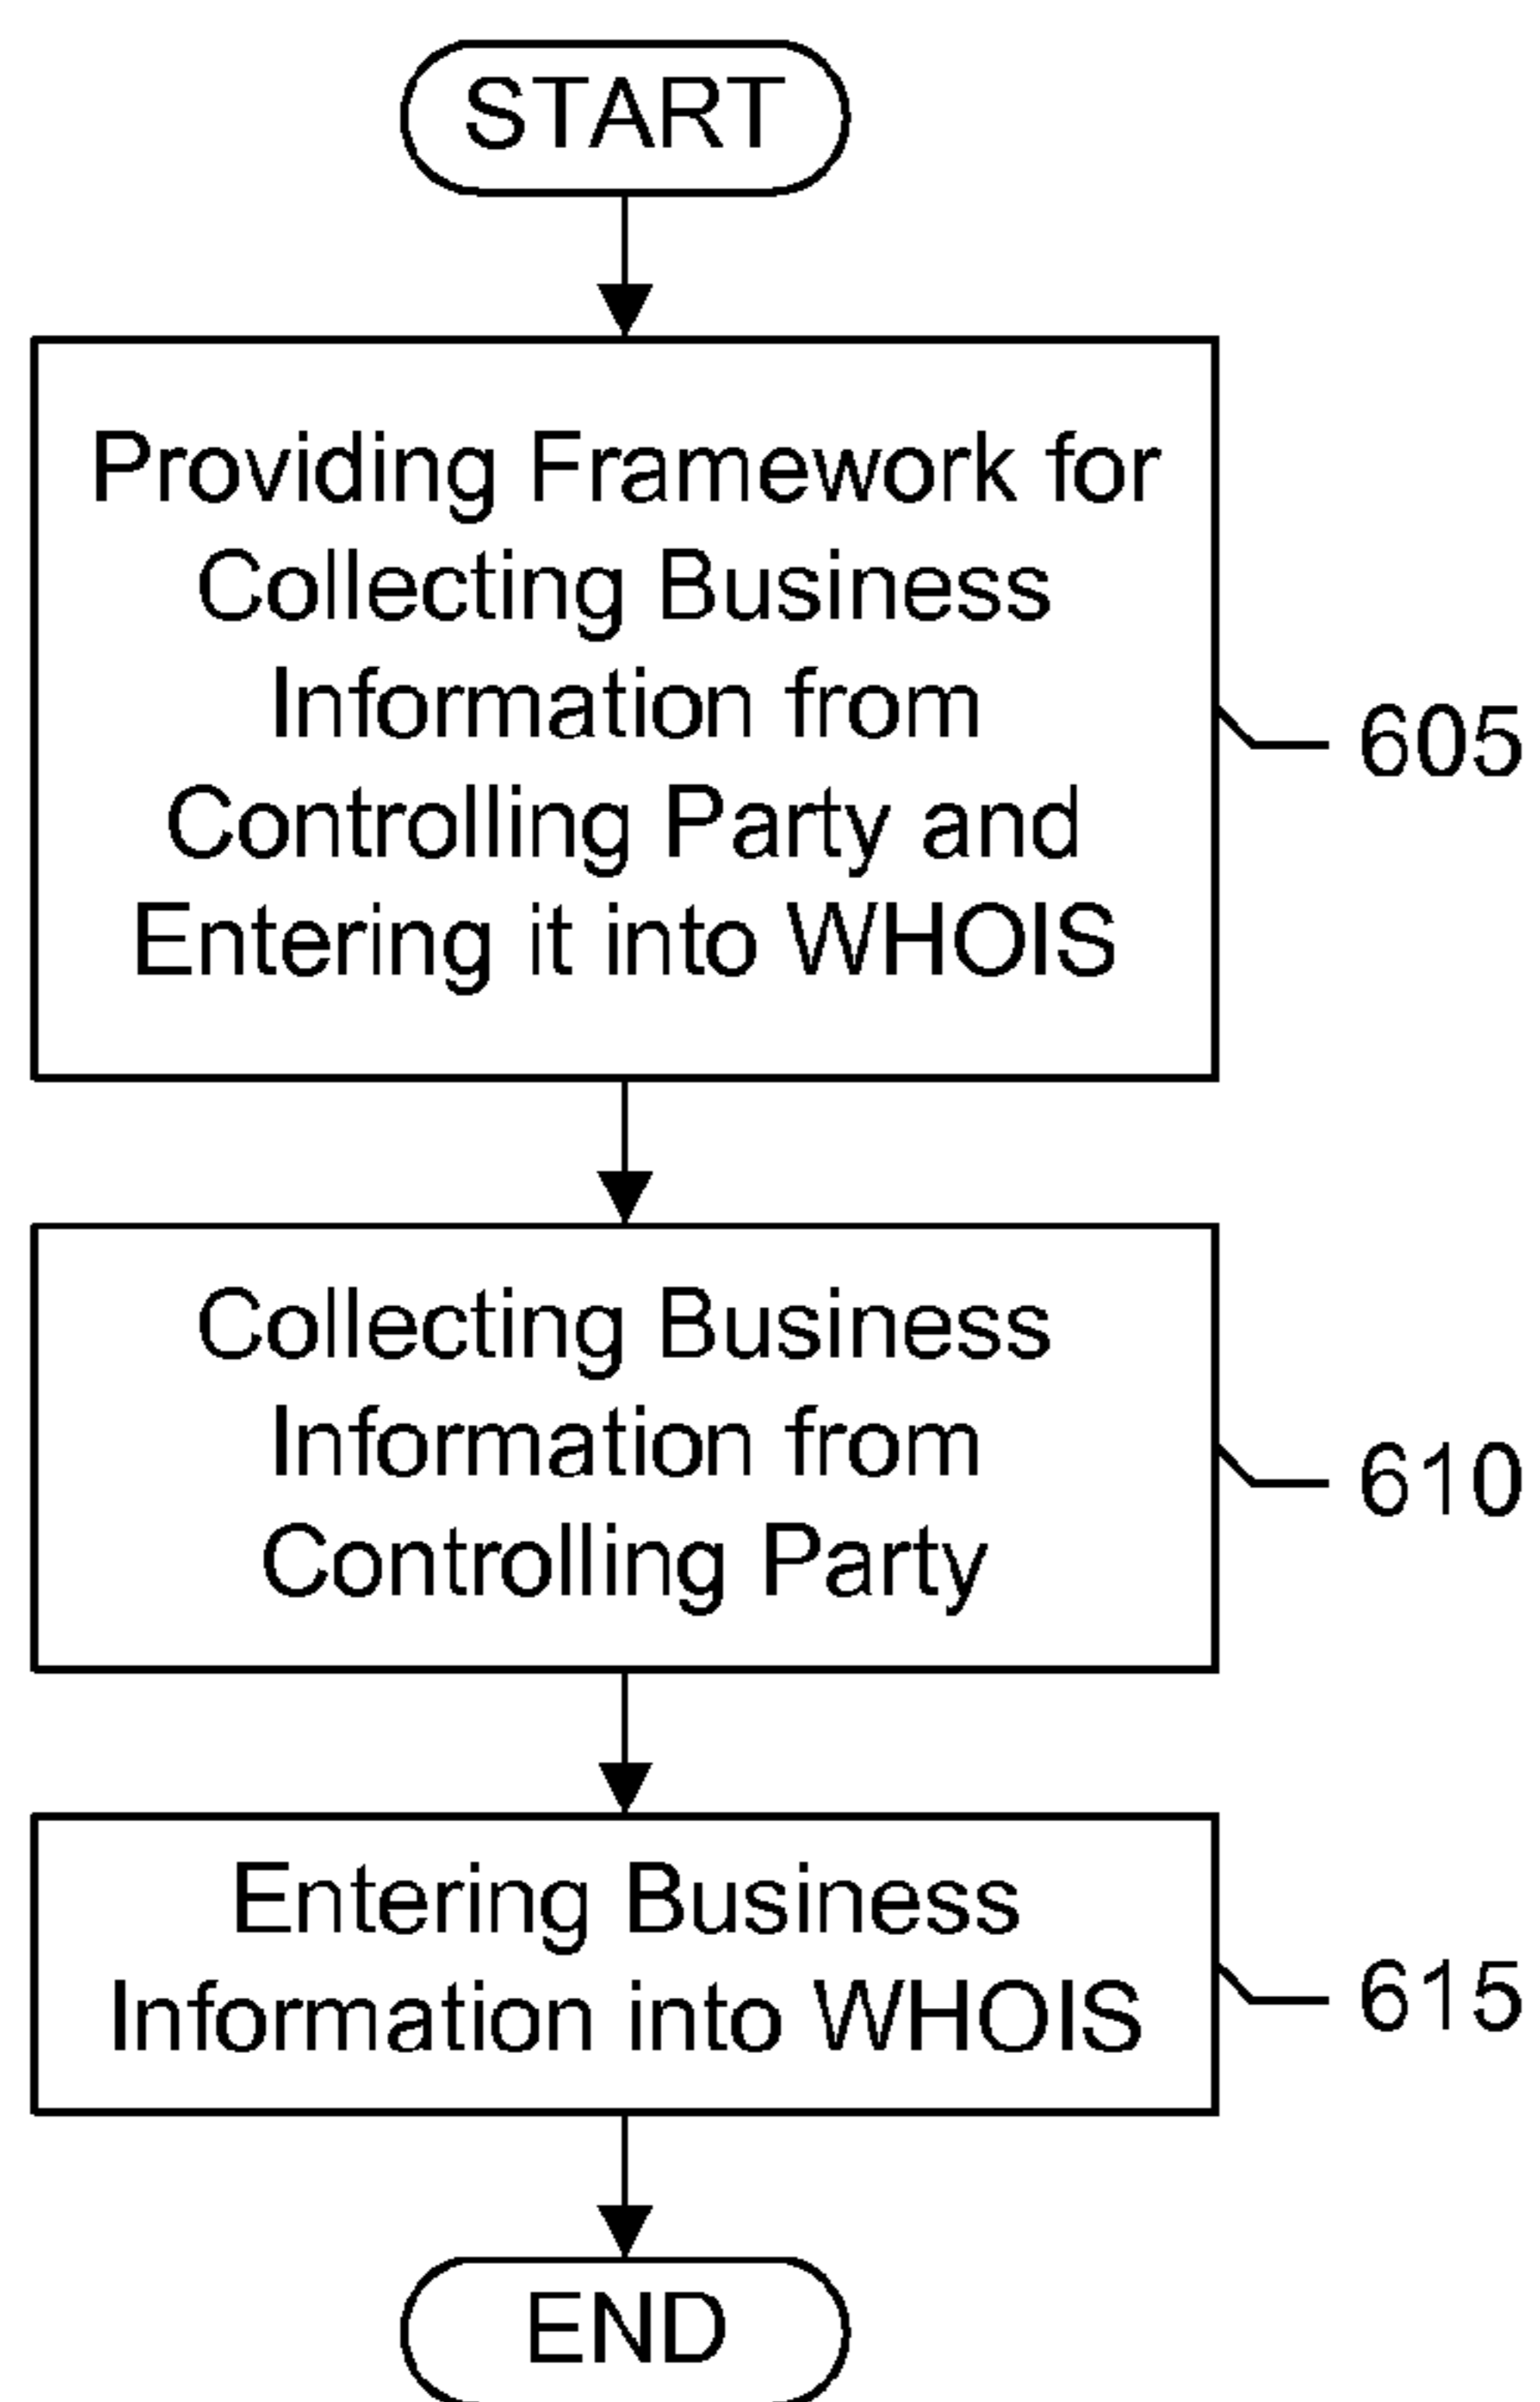 START
Providing Framework for
Collecting Business
Information from
Controlling Party and
Entering it into WHOIS
605
Collecting Business
Information from
Controlling Party
610
Entering Business
Information into WHOIS
615
END